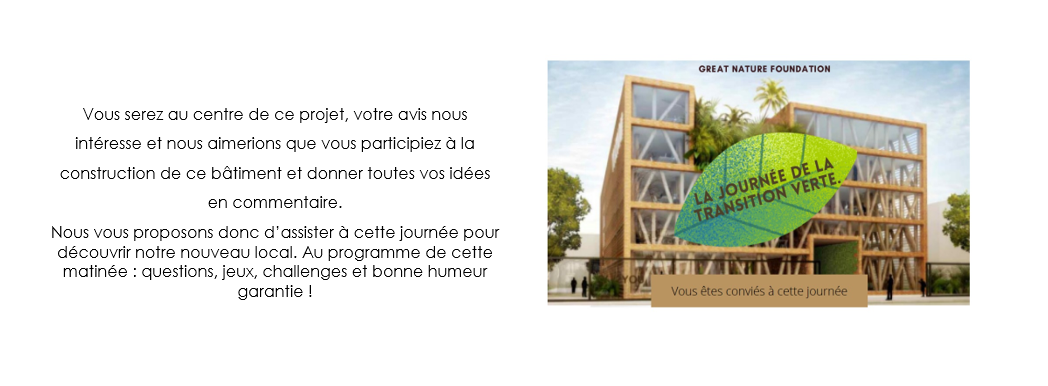 Vous serez au centre de ce projet, votre avis nous
intéresse et nous aimerions que vous participiez à la
construction de ce bâtiment et donner toutes vos idées
en commentaire.
Nous vous proposons donc d’assister à cette journée pour
découvrir notre nouveau local. Au programme de cette
matinée : questions, jeux, challenges et bonne humeur
garantie !
GREAT NATURE FOUNDATION
LA JOURNÉE DE LA
TRANSITION VERTE.
Vous êtes conviés à cette journée